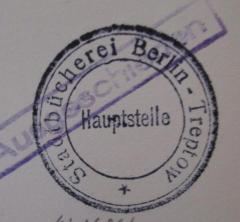 Stadtbücherei Berlin-Treptow
Hauptstelle
*
Ausgeschieden